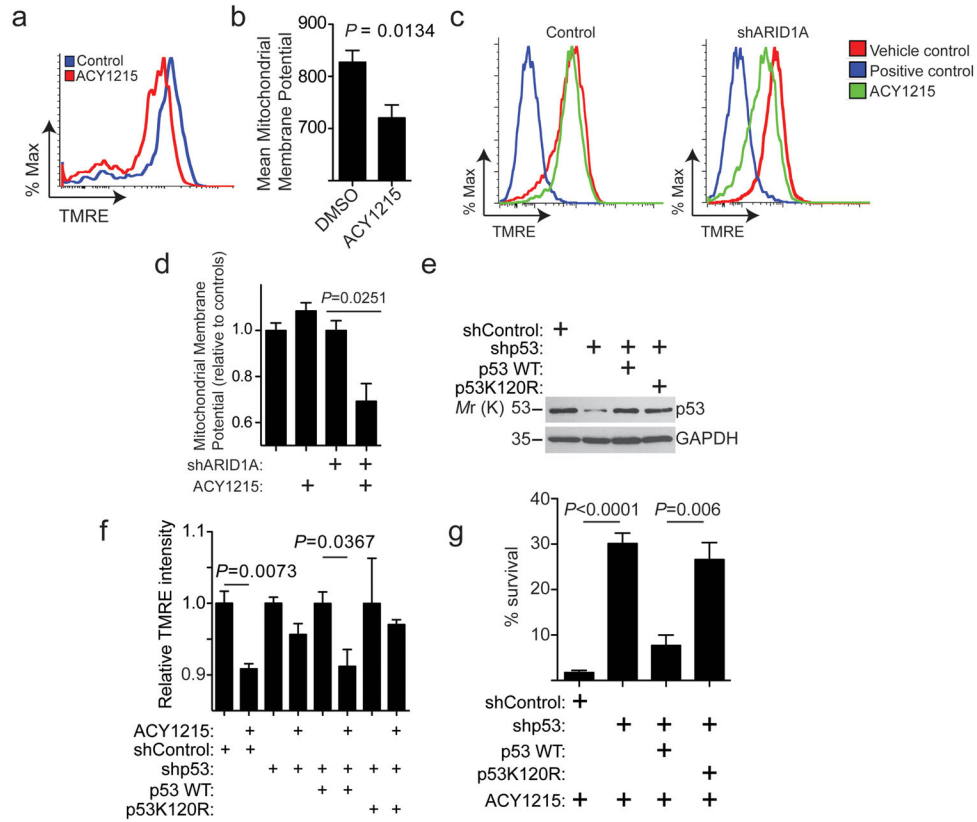 a
Control
ACY1215
% Max
TMRE
b
P = 0.0134
900
800
700
Mean Mitochondrial
Membrane Potential
DMSO
ACY1215
c
Control
shARID1A
Vehicle control
Positive control
ACY1215
% Max
TMRE
% Max
TMRE
d
P=0.0251
Mitochondrial Membrane
Potential (relative to controls)
1.0
0.8
0.6
shARID1A: + +
ACY1215: + +
e
shControl: +
shp53: + + +
p53 WT: +
p53K120R: +
Mr (K) 53 p53
35 GAPDH
f
Relative TMRE intensity
1.1
1.0
0.9
P=0.0073
P=0.0367
ACY1215: + + + +
shControl: + +
shp53: + + + + + +
p53 WT: + +
p53K120R: + +
g
% survival
40
30
20
10
P<0.0001 P=0.006
shControl: +
shp53: + + +
p53 WT: +
p53K120R: +
ACY1215: + + + +